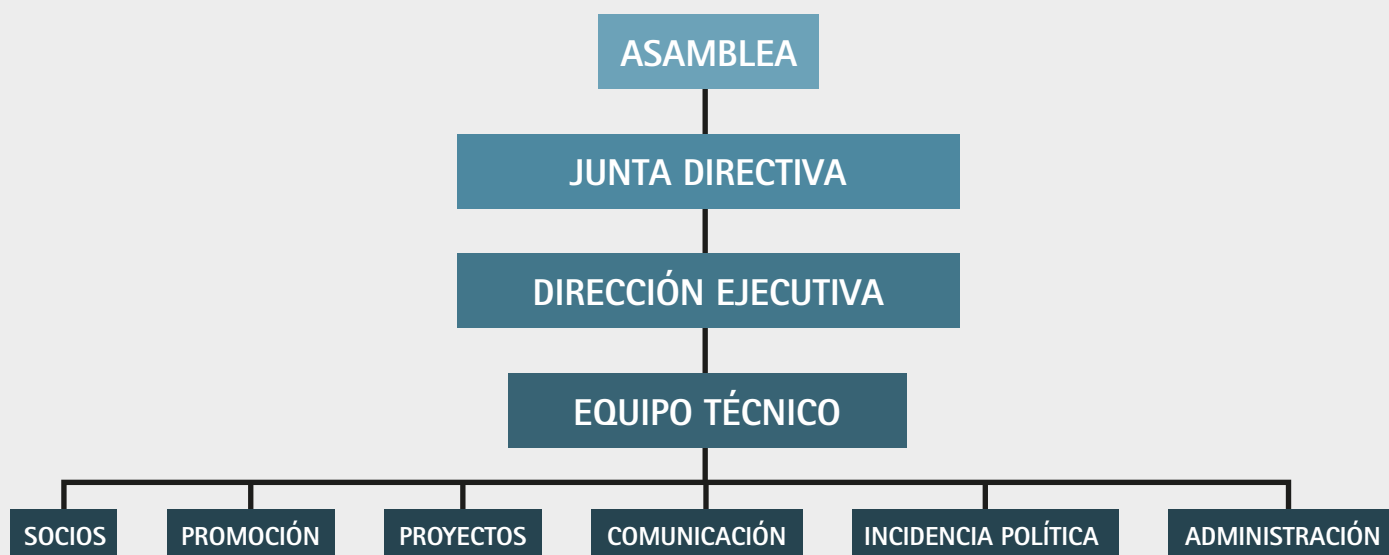 ASAMBLEA
JUNTA DIRECTIVA
DIRECCIÓN EJECUTIVA
EQUIPO TÉCNICO
SOCIOS
PROMOCIÓN
PROYECTOS
COMUNICACIÓN
INCIDENCIA POLÍTICA
ADMINISTRACIÓN